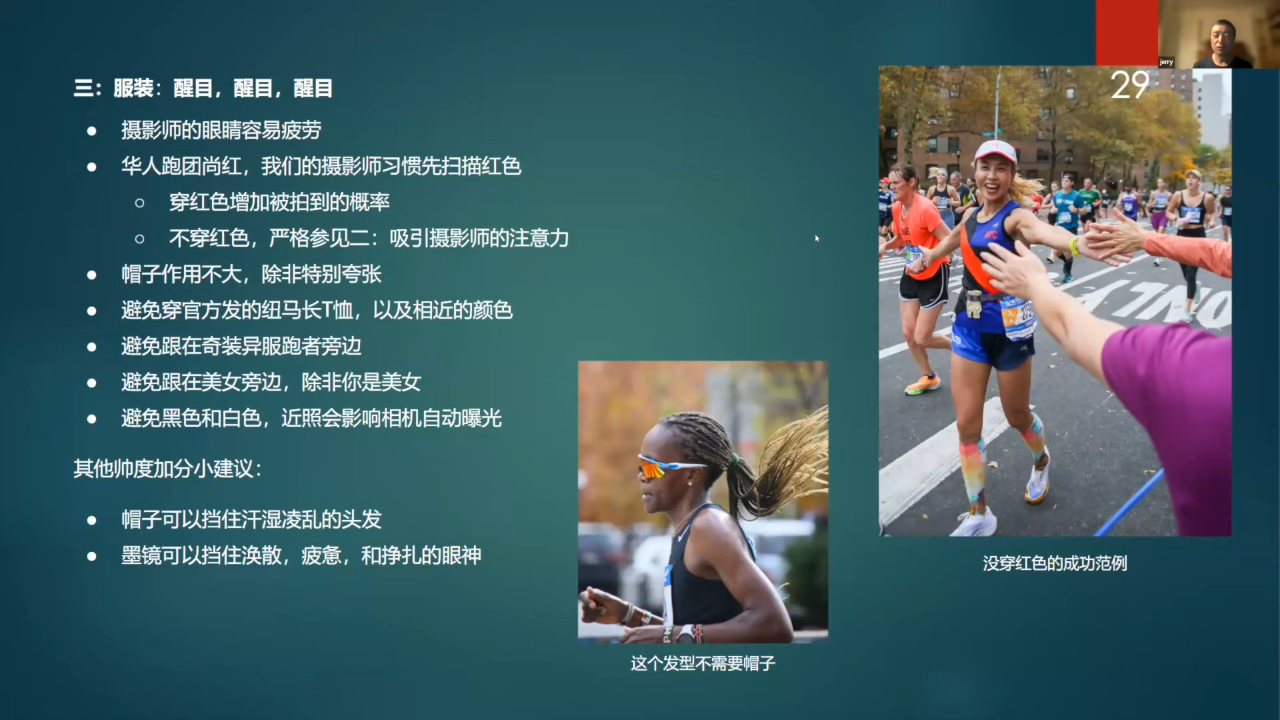 三：服装：醒目，醒目，醒目
● 摄影师的眼睛容易疲劳
● 华人跑团尚红，我们的摄影师习惯先扫描红色
○ 穿红色增加被拍到的概率
○ 不穿红色，严格参见二：吸引摄影师的注意力
● 帽子作用不大，除非特别夸张
● 避免穿官方发的纽马长T恤，以及相近的颜色
● 避免跟在奇装异服跑者旁边
● 避免跟在美女旁边，除非你是美女
● 避免黑色和白色，近照会影响相机自动曝光
其他帅度加分小建议：
● 帽子可以挡住汗湿凌乱的头发
● 墨镜可以挡住涣散，疲惫，和挣扎的眼神
这个发型不需要帽子
29
jerry
ONLY
没穿红色的成功范例